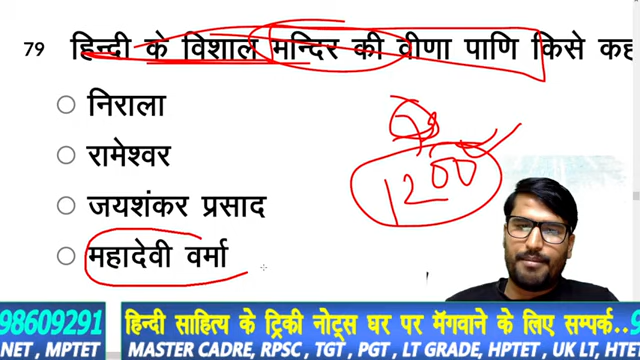 79 हिन्दी के विशाल मन्दिर की वीणा पाणि किसे कह
निराला
रामेश्वर
जयशंकर प्रसाद
महादेवी वर्मा
1200
98609291 हिन्दी साहित्य के ट्रिकी नोट्स घर पर मॅगवाने के लिए सम्पर्क.. 9
NET, MPTET MASTER CADRE, RPSC , TGT , PGT , LT GRADE, HPTET , UK LT, HTE